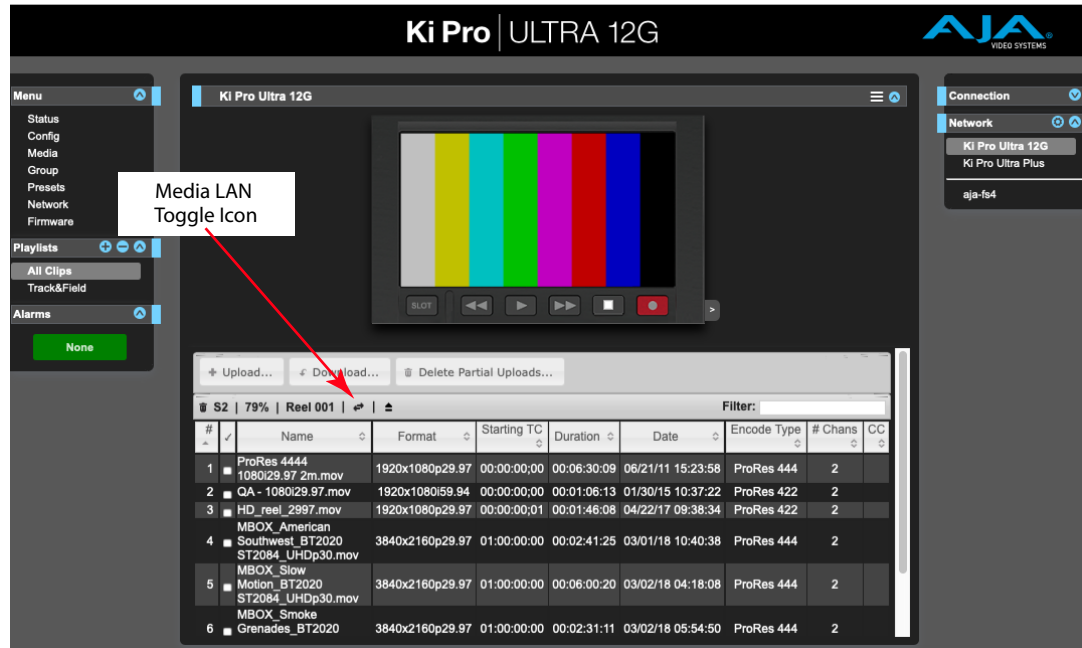 Ki Pro | ULTRA 12G
AJA
VIDEO SYSTEMS
Menu
Status
Config
Media
Group
Presets
Network
Firmware
Playlists
All Clips
Track&Field
Alarms
None
Media LAN
Toggle Icon
Ki Pro Ultra 12G
SLOT
>
Connection
Network
Ki Pro Ultra 12G
Ki Pro Ultra Plus
aja-fs4
Upload... Download... Delete Partial Uploads...
S2 | 79% | Reel 001 | | Filter:
# ✓ Name Format Starting TC Duration Date Encode Type # Chans CC
1 ProRes 4444 1080i29.97 2m.mov 1920x1080p29.97 00:00:00;00 00:06:30:09 06/21/11 15:23:58 ProRes 444 2
2 QA - 1080i29.97.mov 1920x1080i59.94 00:00:00;00 00:01:06:13 01/30/15 10:37:22 ProRes 422 2
3 HD_reel_2997.mov 1920x1080p29.97 00:00:00;01 00:01:46:08 04/22/17 09:38:34 ProRes 422 2
4 MBOX_American Southwest_BT2020 ST2084_UHDp30.mov 3840x2160p29.97 01:00:00:00 00:02:41:25 03/01/18 10:40:38 ProRes 444 2
5 MBOX_Slow Motion_BT2020 ST2084_UHDp30.mov 3840x2160p29.97 01:00:00:00 00:06:00:20 03/02/18 04:18:08 ProRes 444 2
6 MBOX_Smoke Grenades_BT2020 3840x2160p29.97 01:00:00:00 00:02:31:11 03/02/18 05:54:50 ProRes 444 2